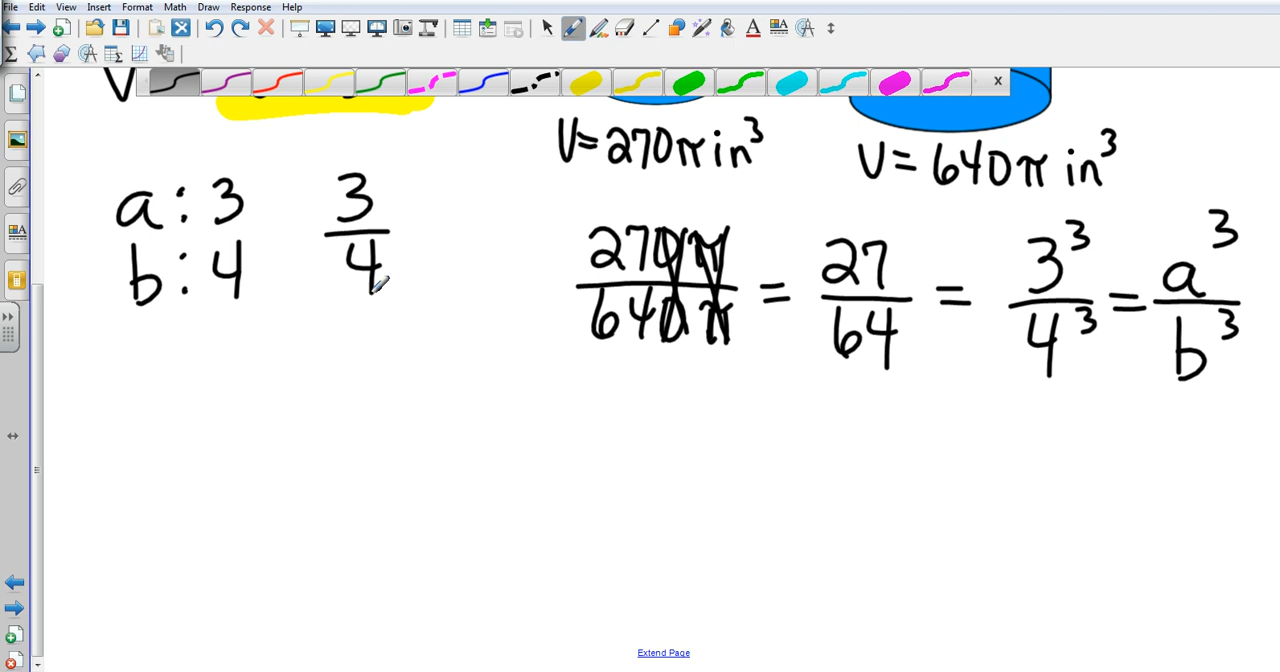 File Edit View Insert Format Math Draw Response Help
V
x
V=270π in³
V=640π in³
a:3
b:4
3/4
270π/640π = 27/64 = 3³/4³ = a³/b³
Extend Page